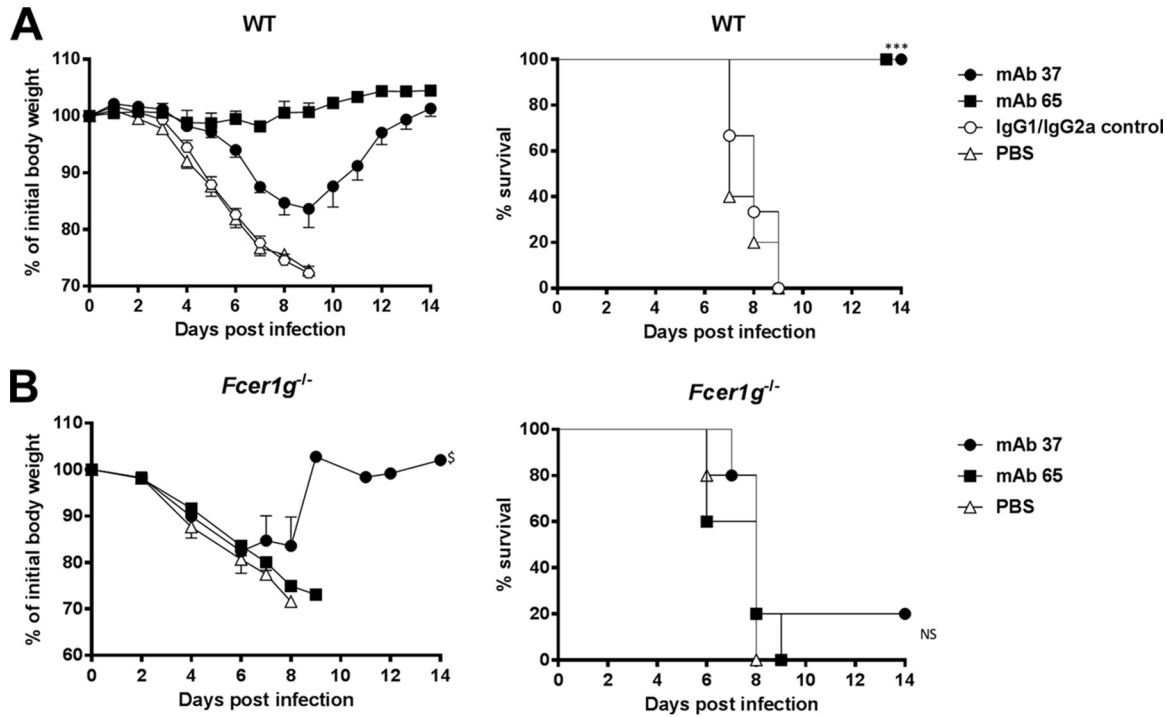 A
WT
WT
% of initial body weight
110
100
90
80
70
0 2 4 6 8 10 12 14
Days post infection
% survival
100
80
60
40
20
0
0 2 4 6 8 10 12 14
Days post infection
***
mAb 37
mAb 65
IgG1/IgG2a control
PBS
B
Fcer1g-/-
Fcer1g-/-
% of initial body weight
110
100
90
80
70
60
0 2 4 6 8 10 12 14
Days post infection
$
% survival
100
80
60
40
20
0
0 2 4 6 8 10 12 14
Days post infection
NS
mAb 37
mAb 65
PBS